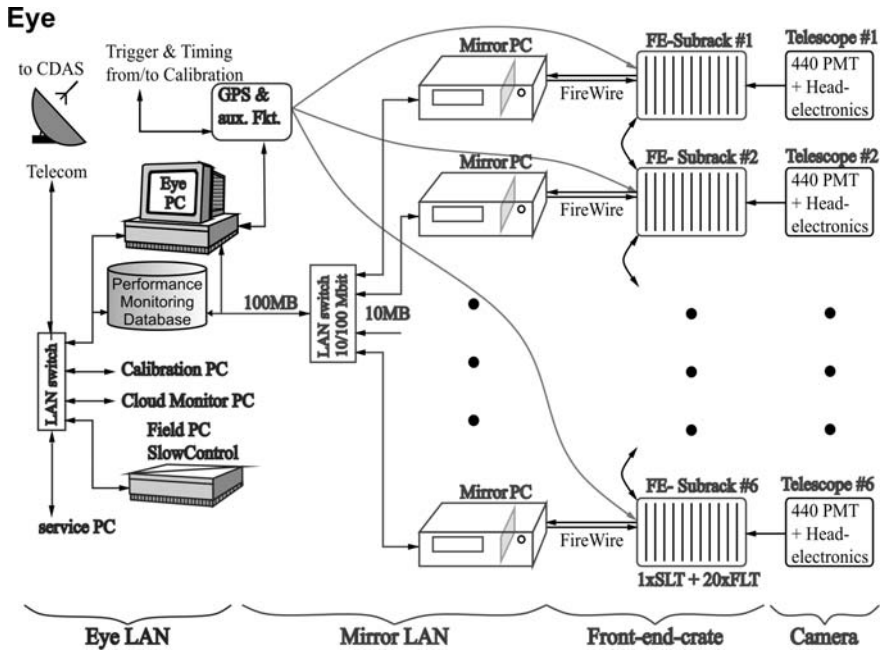 Eye
to CDAS
Trigger & Timing
from/to Calibration
GPS &
aux. Fkt.
Telecom
Eye
PC
Performance
Monitoring
Database
100MB
LAN switch
10/100 Mbit
10MB
LAN switch
Calibration PC
Cloud Monitor PC
Field PC
SlowControl
service PC
Mirror PC
FireWire
FE-Subrack #1
Telescope #1
440 PMT
+ Head-
electronics
Mirror PC
FireWire
FE- Subrack #2
Telescope #2
440 PMT
+ Head-
electronics
Mirror PC
FireWire
FE- Subrack #6
1xSLT + 20xFLT
Telescope #6
440 PMT
+ Head-
electronics
Eye LAN
Mirror LAN
Front-end-crate
Camera